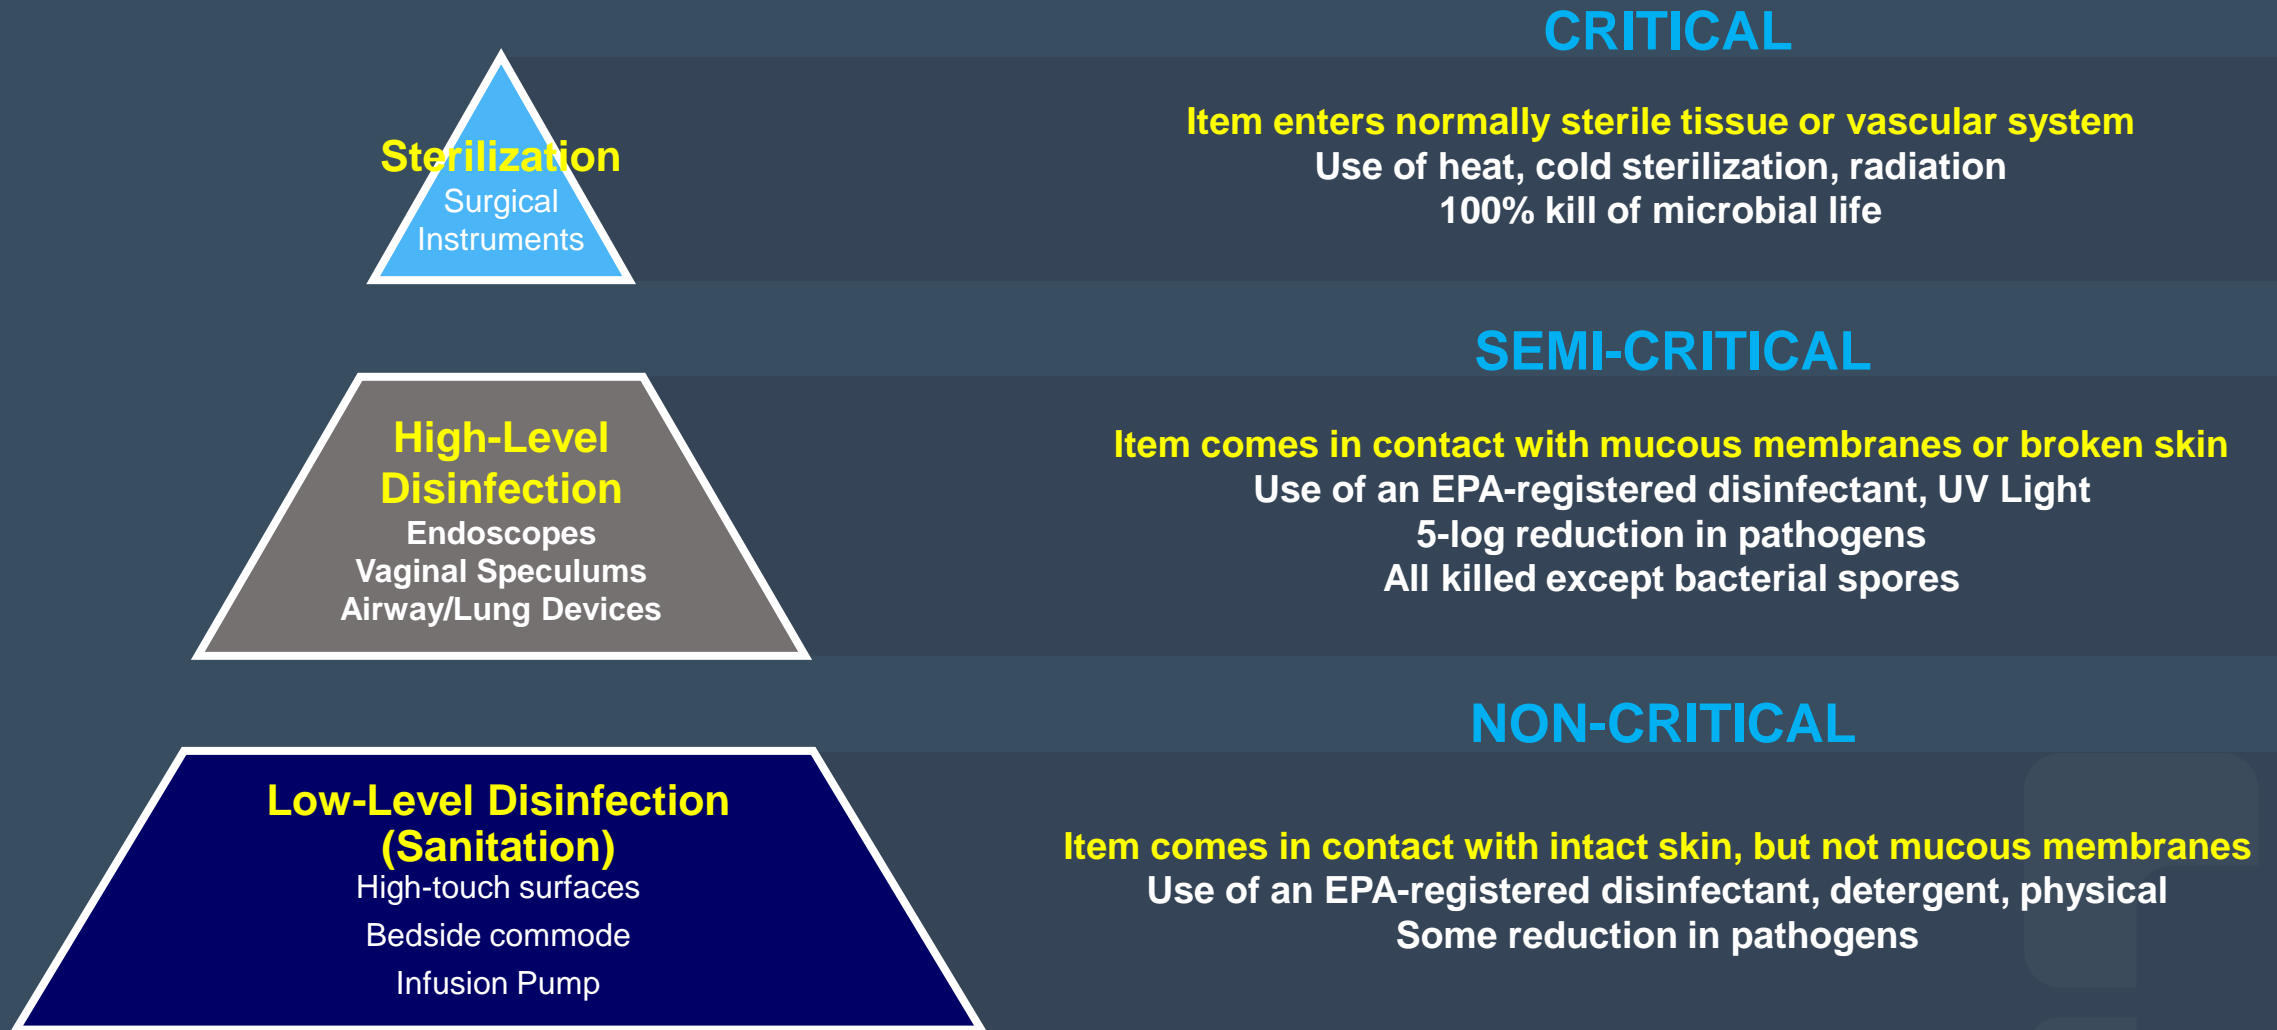 CRITICAL
Sterilization
Surgical
Instruments
Item enters normally sterile tissue or vascular system
Use of heat, cold sterilization, radiation
100% kill of microbial life
SEMI-CRITICAL
High-Level
Disinfection
Endoscopes
Vaginal Speculums
Airway/Lung Devices
Item comes in contact with mucous membranes or broken skin
Use of an EPA-registered disinfectant, UV Light
5-log reduction in pathogens
All killed except bacterial spores
NON-CRITICAL
Low-Level Disinfection
(Sanitation)
High-touch surfaces
Bedside commode
Infusion Pump
Item comes in contact with intact skin, but not mucous membranes
Use of an EPA-registered disinfectant, detergent, physical
Some reduction in pathogens